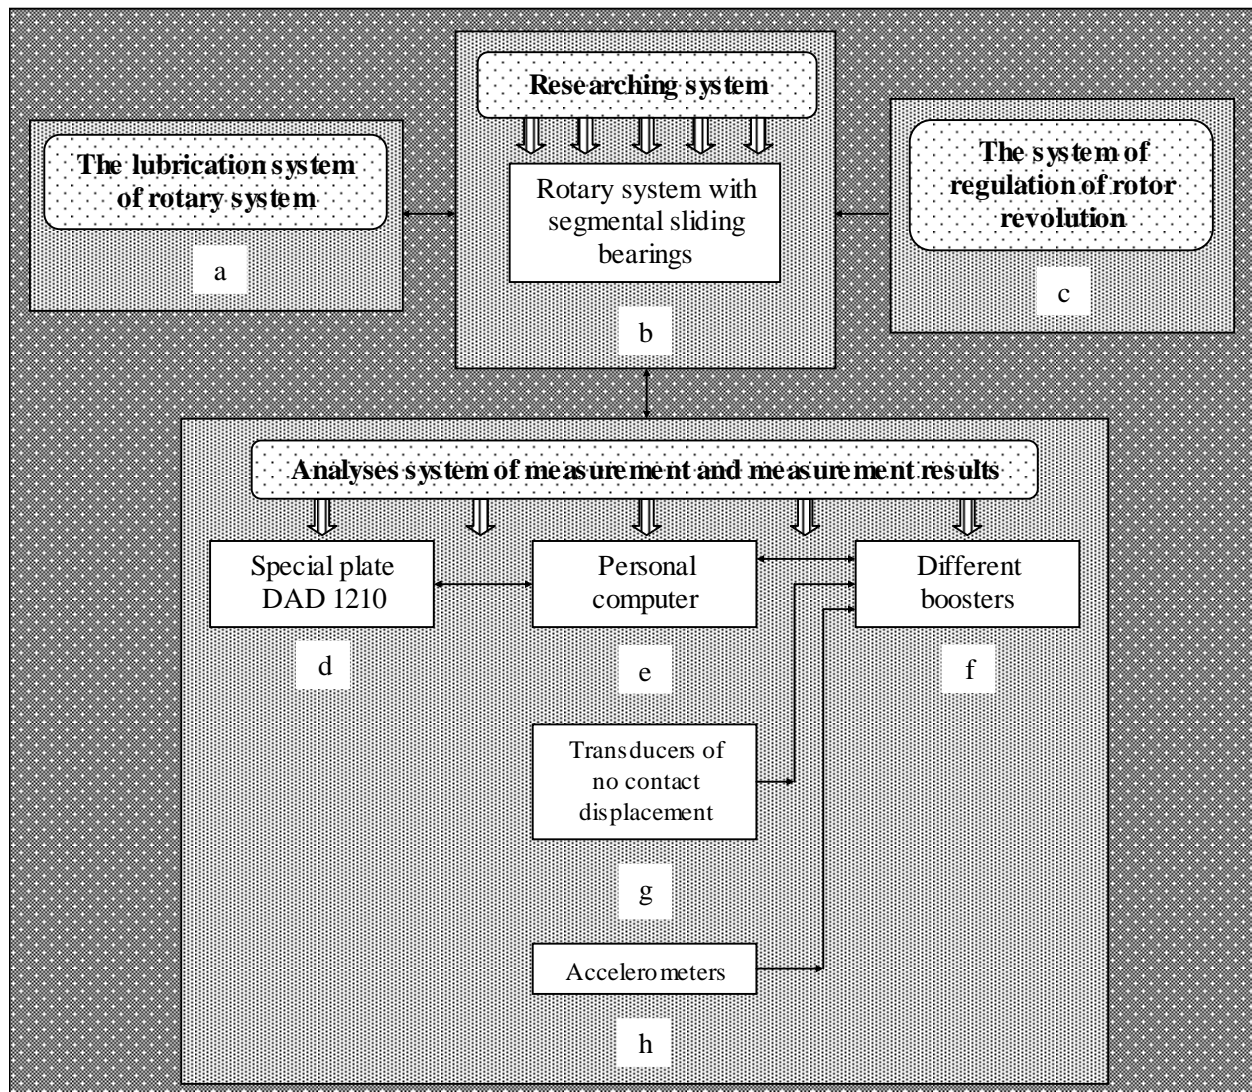 Researching system
Rotary system with
segmental sliding
bearings
b
The lubrication system
of rotary system
a
The system of
regulation of rotor
revolution
c
Analyses system of measurement and measurement results
Special plate
DAD 1210
d
Personal
computer
e
Different
boosters
f
Transducers of
no contact
displacement
g
Accelerometers
h